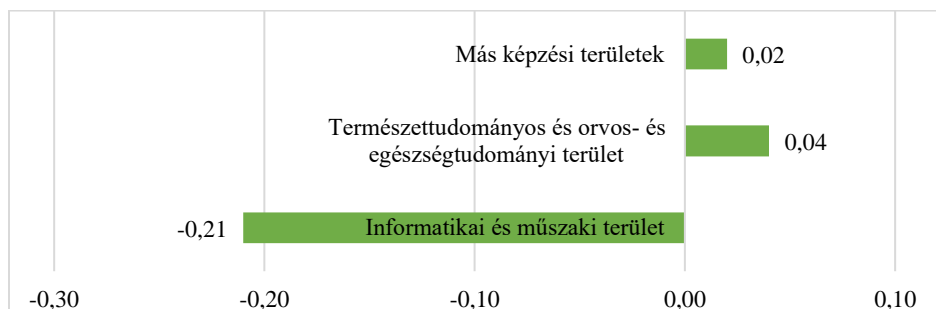 Más képzési területek
0,02
Természettudományos és orvos- és
egészségtudományi terület
0,04
-0,21
Informatikai és műszaki terület
-0,30
-0,20
-0,10
0,00
0,10